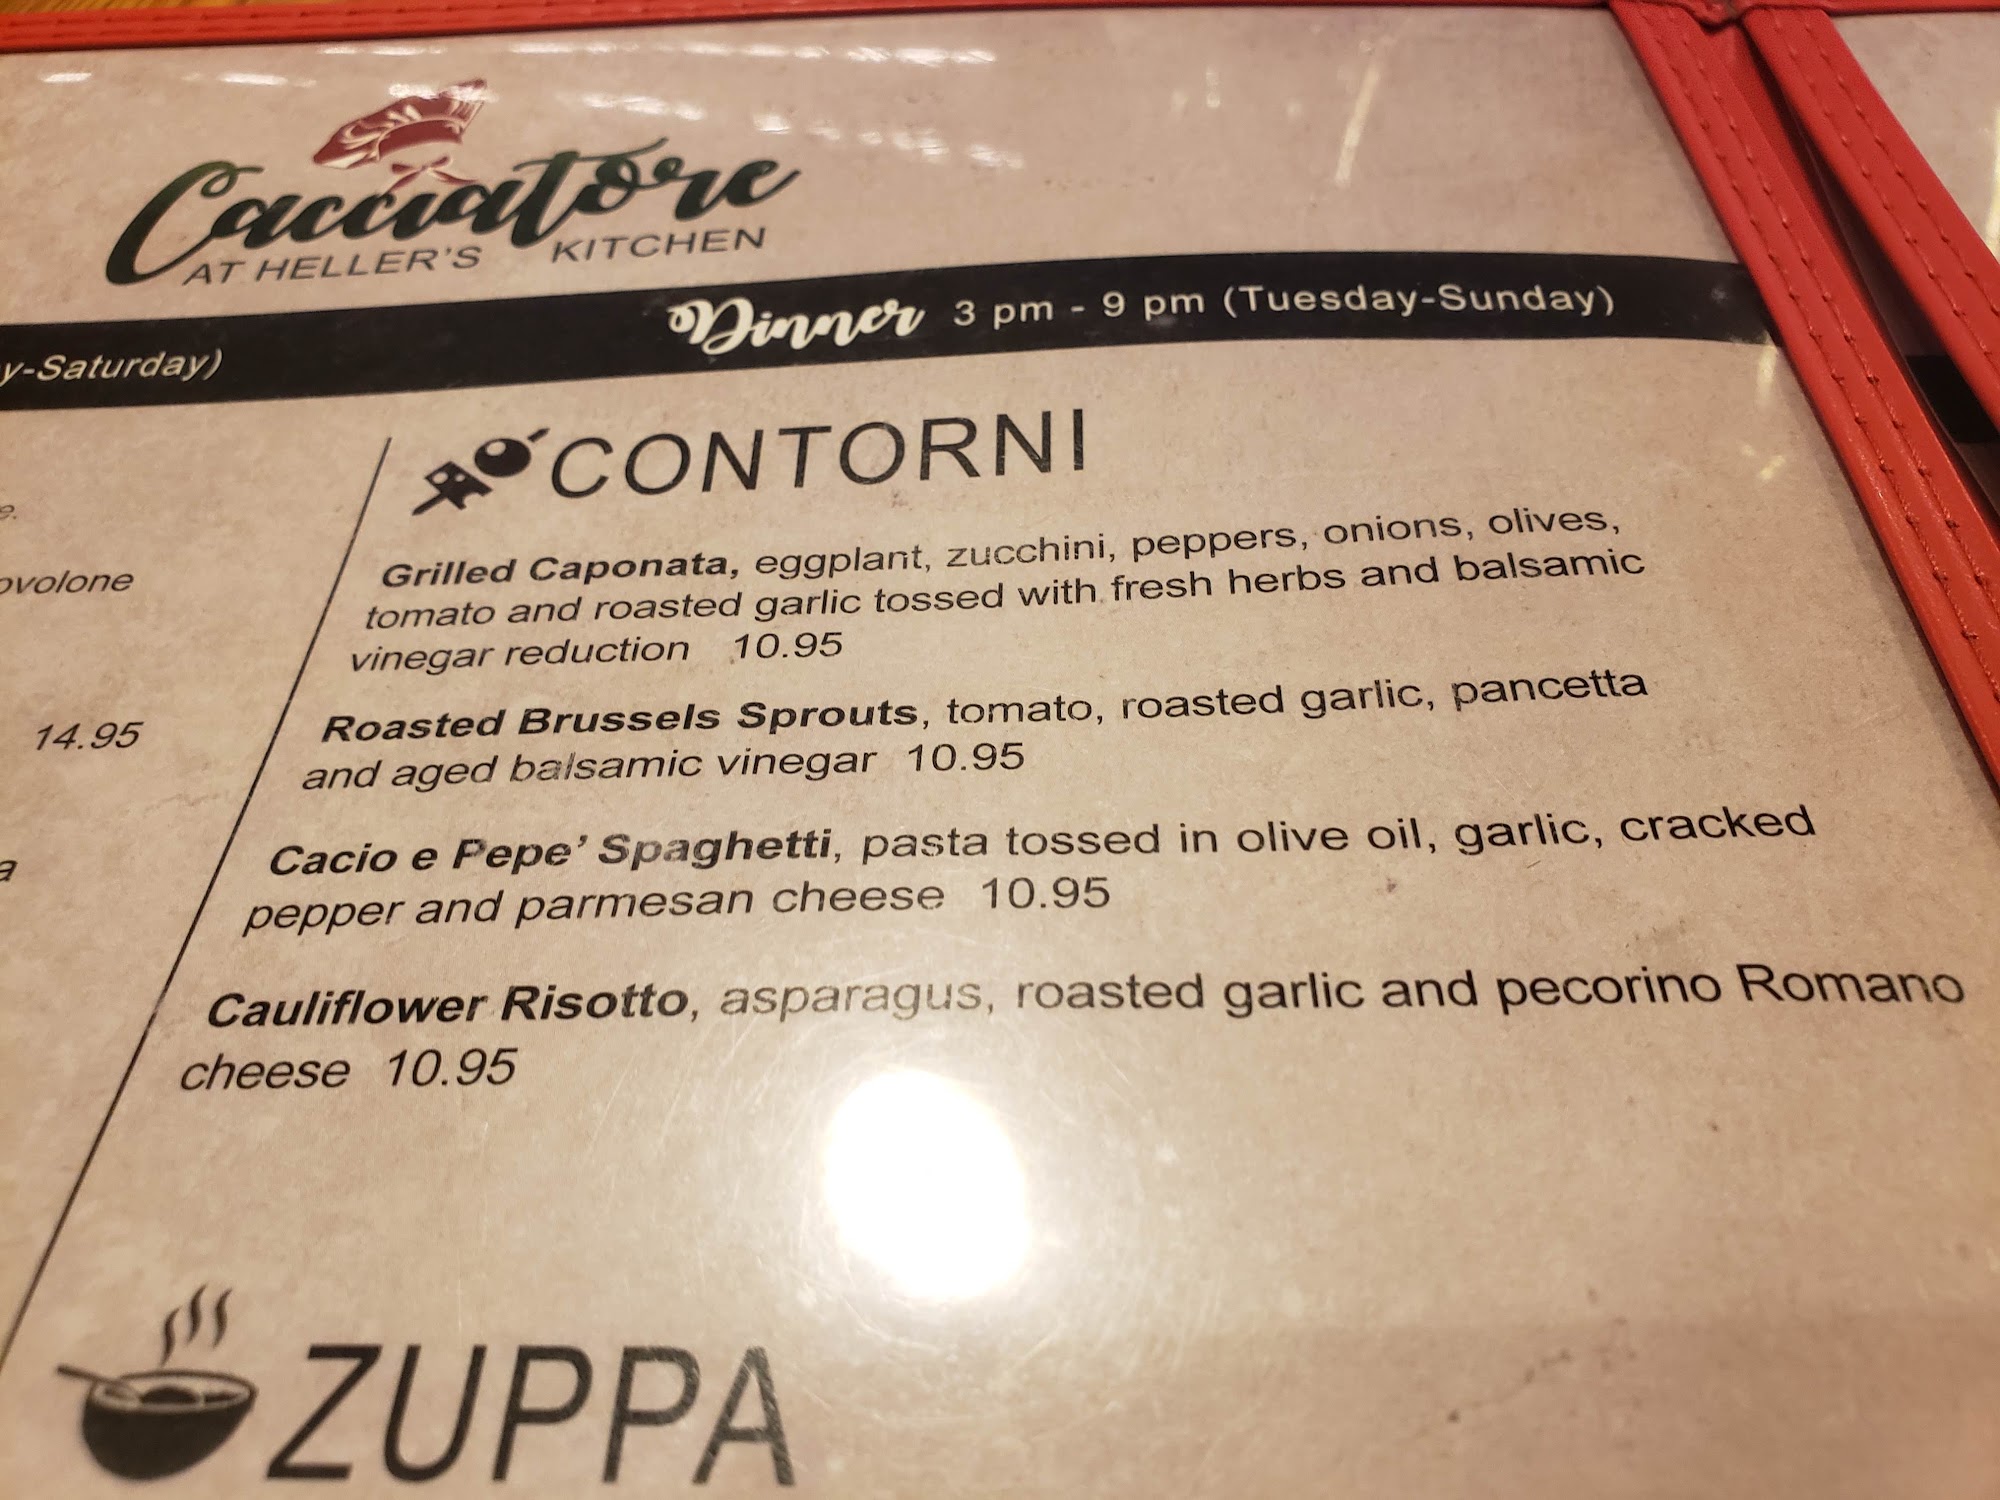 Cacciatore
AT HELLER'S KITCHEN
Dinner 3 pm - 9 pm (Tuesday-Sunday)
y-Saturday)
ovolone
14.95
CONTORNI
Grilled Caponata, eggplant, zucchini, peppers, onions, olives,
tomato and roasted garlic tossed with fresh herbs and balsamic
vinegar reduction 10.95
Roasted Brussels Sprouts, tomato, roasted garlic, pancetta
and aged balsamic vinegar 10.95
Cacio e Pepe' Spaghetti, pasta tossed in olive oil, garlic, cracked
pepper and parmesan cheese 10.95
Cauliflower Risotto, asparagus, roasted garlic and pecorino Romano
cheese 10.95
ZUPPA